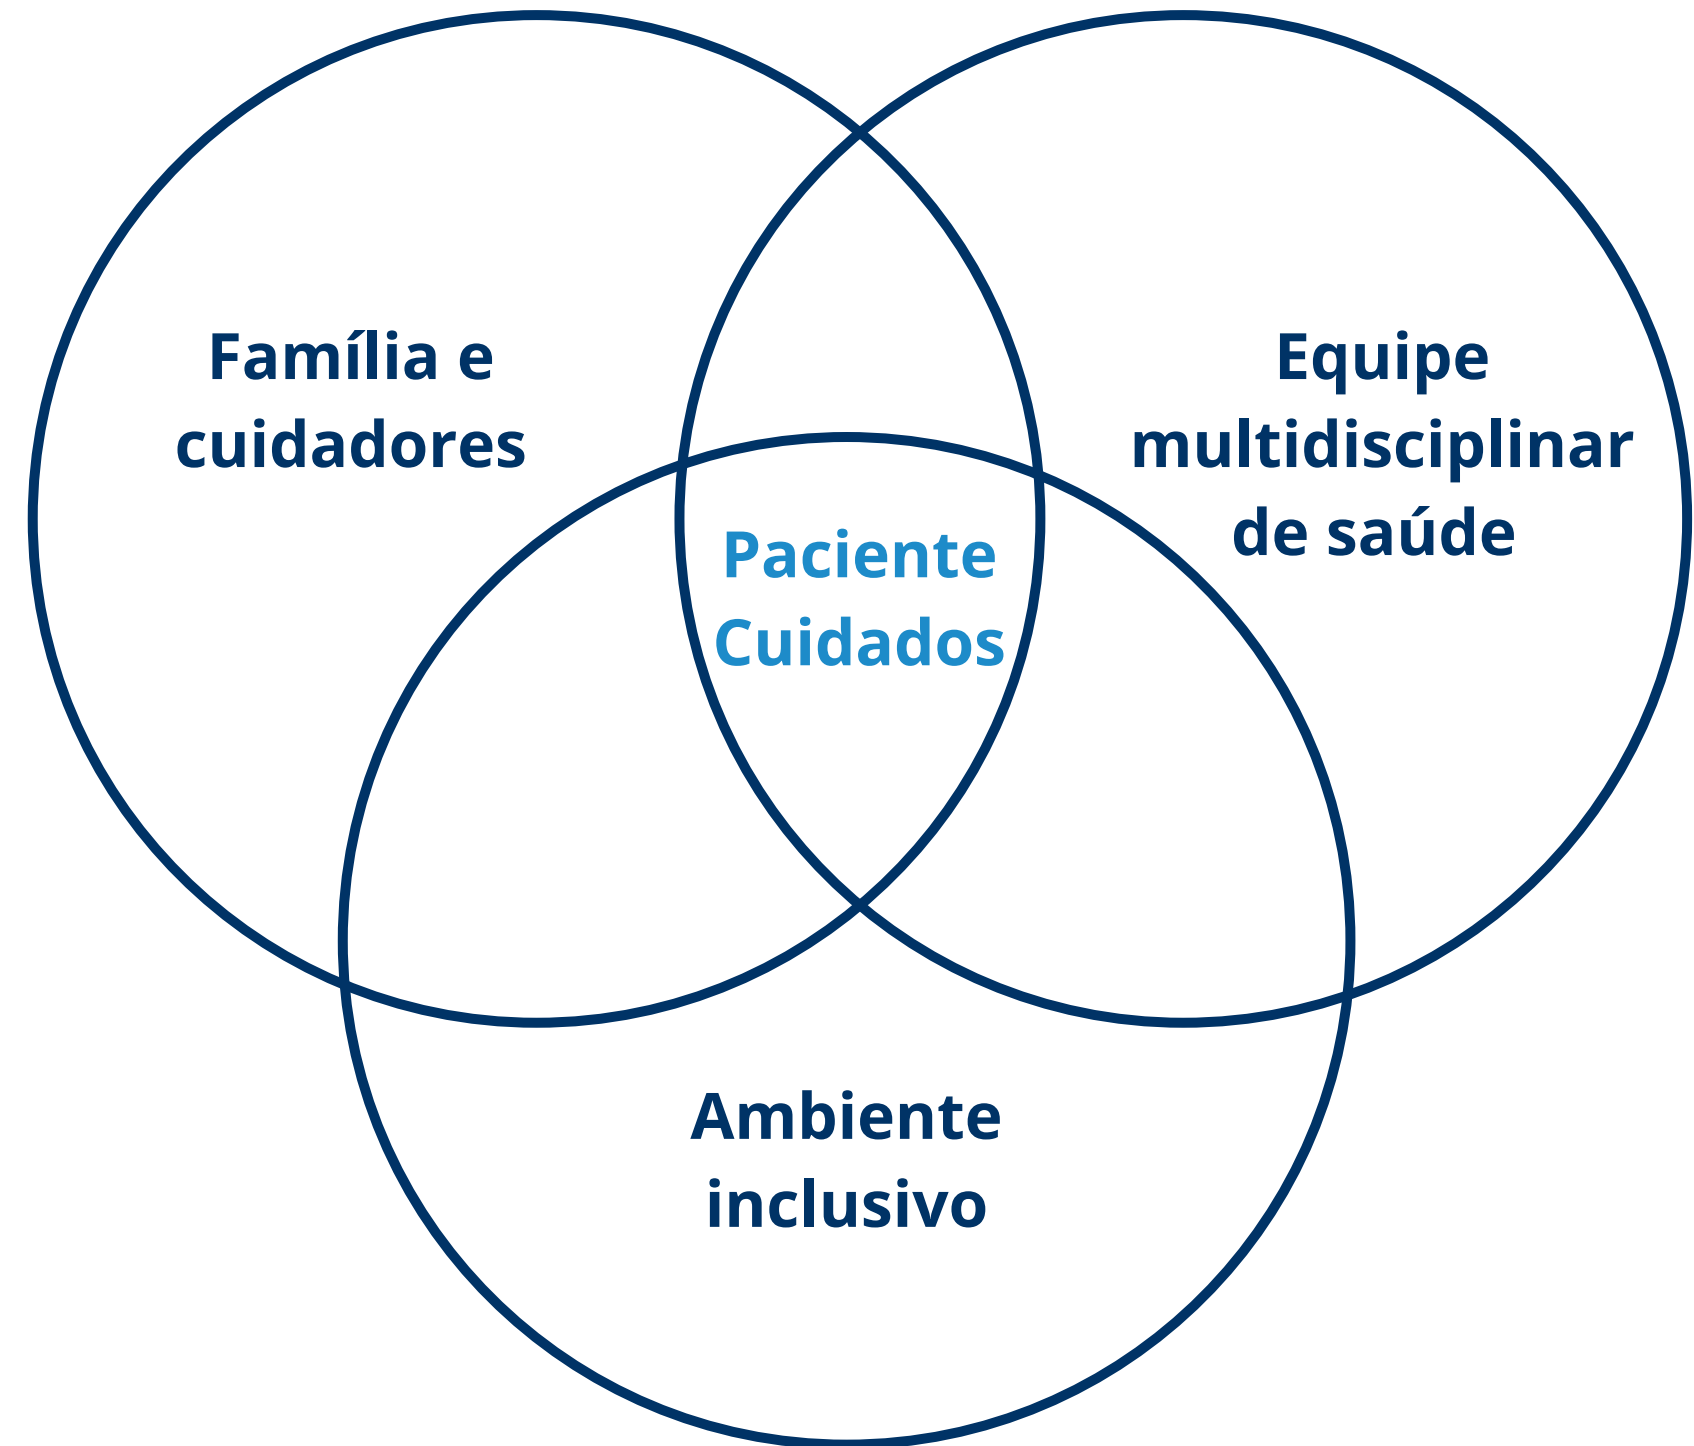 Família e
cuidadores
Equipe
multidisciplinar
de saúde
Paciente
Cuidados
Ambiente
inclusivo